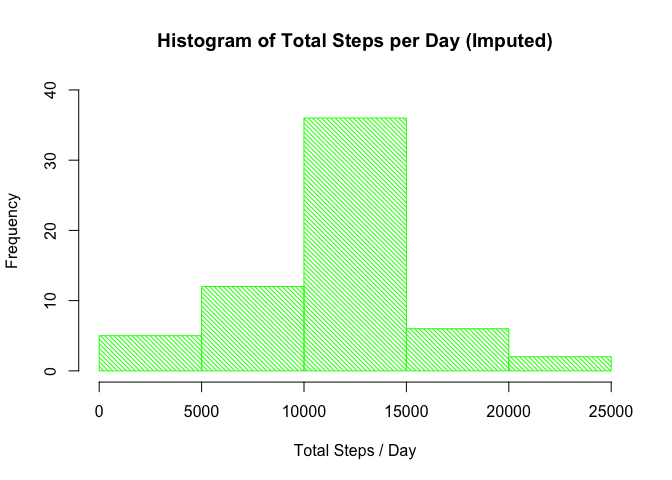 Histogram of Total Steps per Day (Imputed)
Frequency
40
30
20
10
0
0 5000 10000 15000 20000 25000
Total Steps / Day